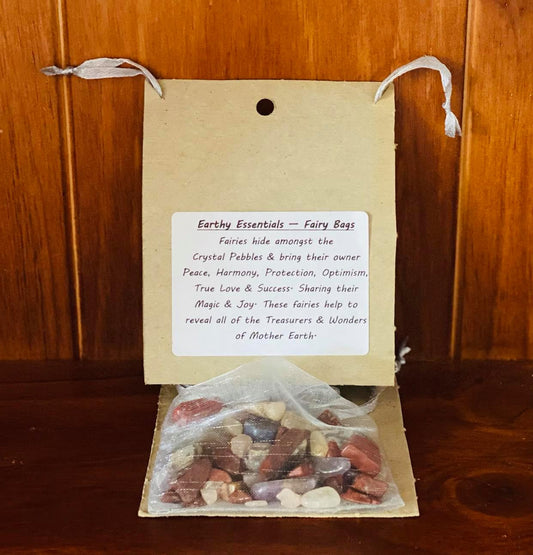 Earthy Essentials — Fairy Bags
Fairies hide amongst the
Crystal Pebbles & bring their owner
Peace, Harmony, Protection, Optimism,
True Love & Success. Sharing their
Magic & Joy. These fairies help to
reveal all of the Treasurers & Wonders
of Mother Earth.